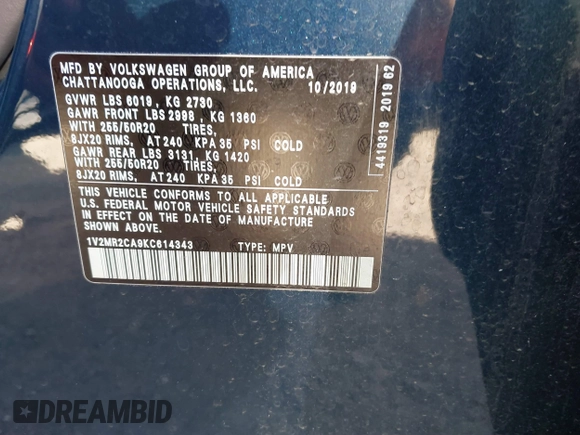 MFD BY VOLKSWAGEN GROUP OF AMERICA
CHATTANOOGA OPERATIONS, LLC. 10/2019
GVWR LBS 6019, KG 2730
GAWR FRONT LBS 2998, KG 1360
WITH 255/50R20 TIRES,
8JX20 RIMS, AT 240 KPA 35 PSI COLD
GAWR REAR LBS 3131, KG 1420
WITH 255/50R20 TIRES,
8JX20 RIMS, AT 240 KPA 35 PSI COLD
THIS VEHICLE CONFORMS TO ALL APPLICABLE
U.S. FEDERAL MOTOR VEHICLE SAFETY STANDARDS
IN EFFECT ON THE DATE OF MANUFACTURE
SHOWN ABOVE.
1V2MR2CA9KC614343 TYPE: MPV
4419319 2019 62
DREAMBID